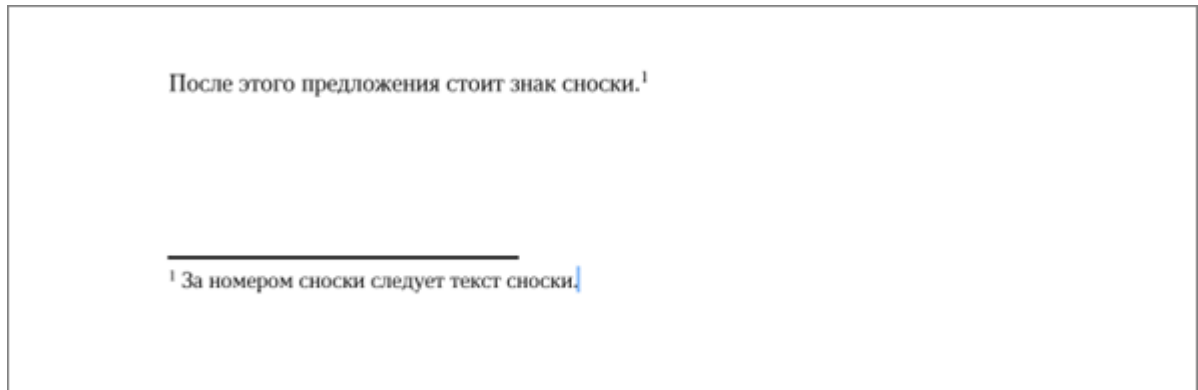 После этого предложения стоит знак сноски.¹
¹ За номером сноски следует текст сноски.